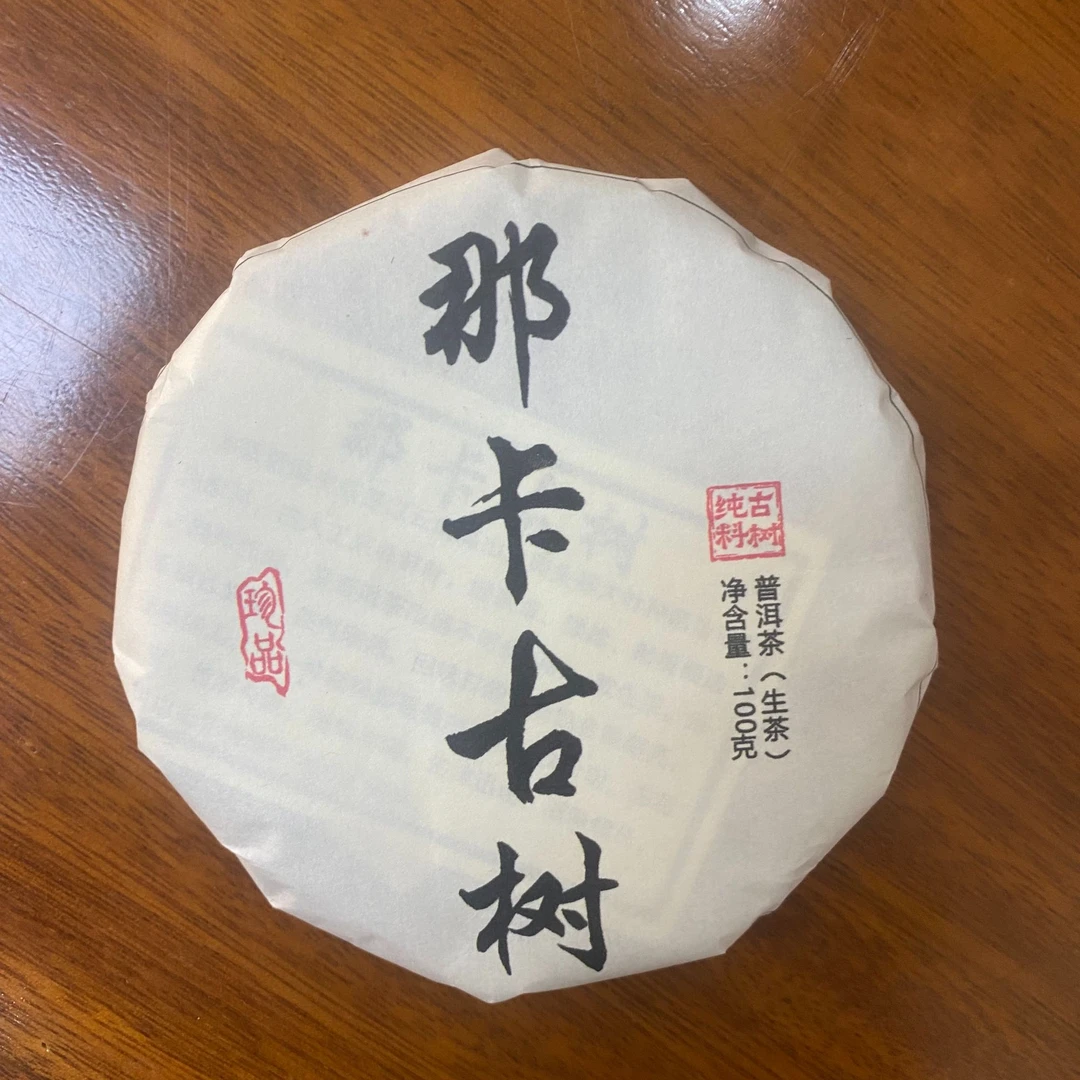 那卡古树
古树
纯料
普洱茶（生茶）
净含量：100克
珍品